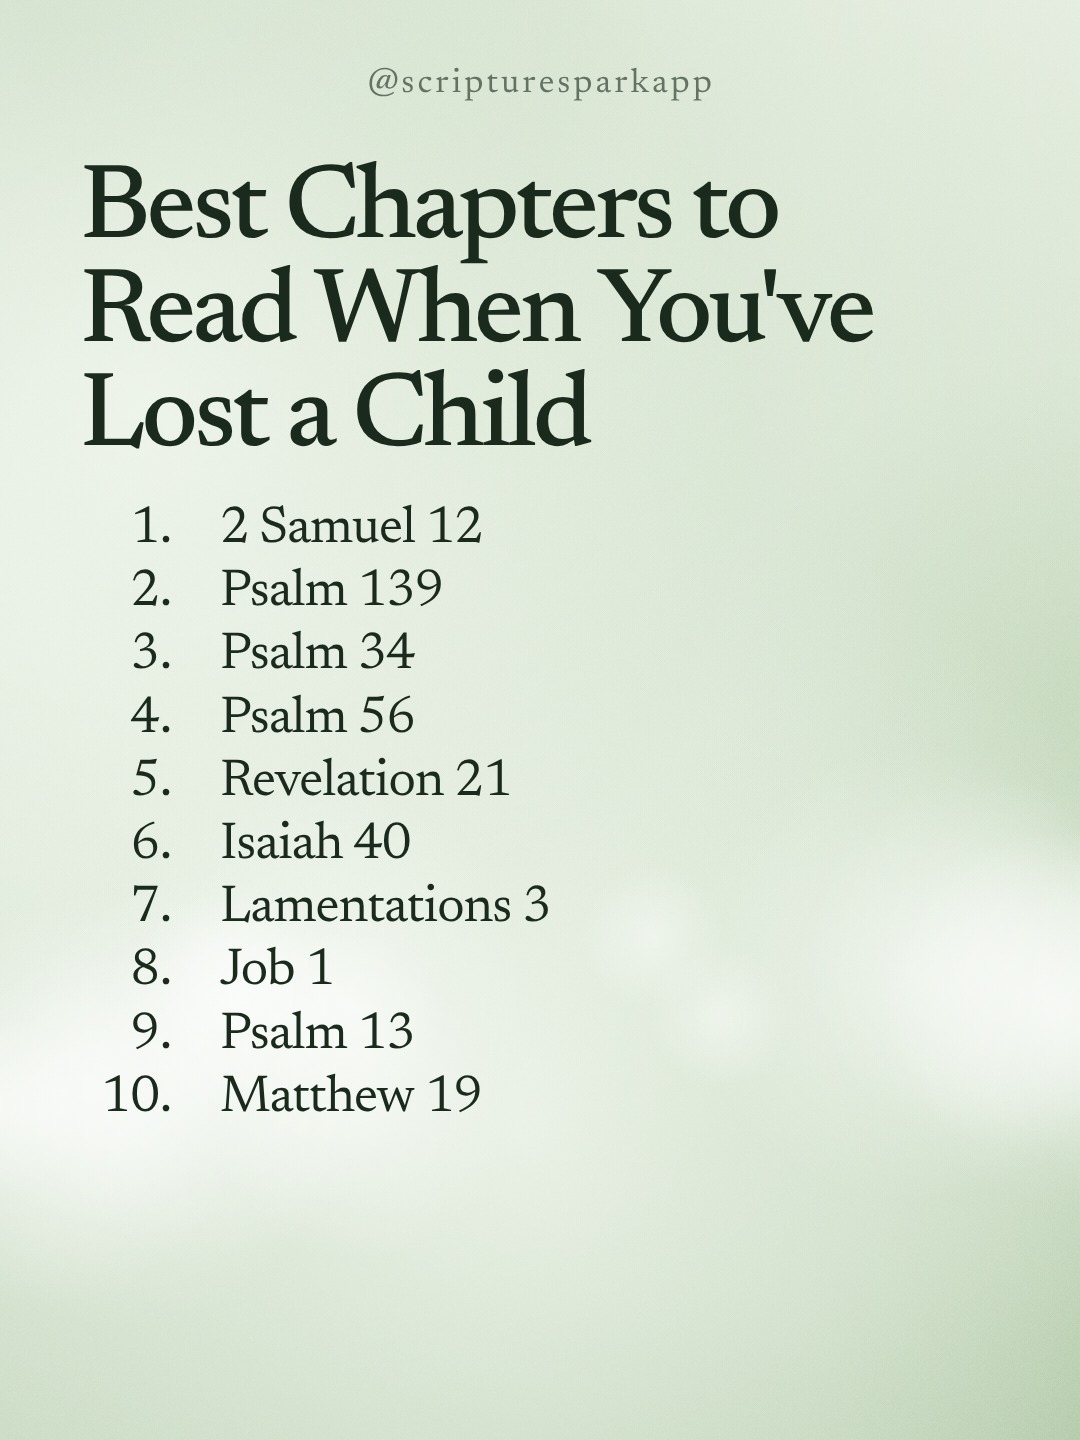 @scripturesparkapp
Best Chapters to
Read When You've
Lost a Child
1. 2 Samuel 12
2. Psalm 139
3. Psalm 34
4. Psalm 56
5. Revelation 21
6. Isaiah 40
7. Lamentations 3
8. Job 1
9. Psalm 13
10. Matthew 19